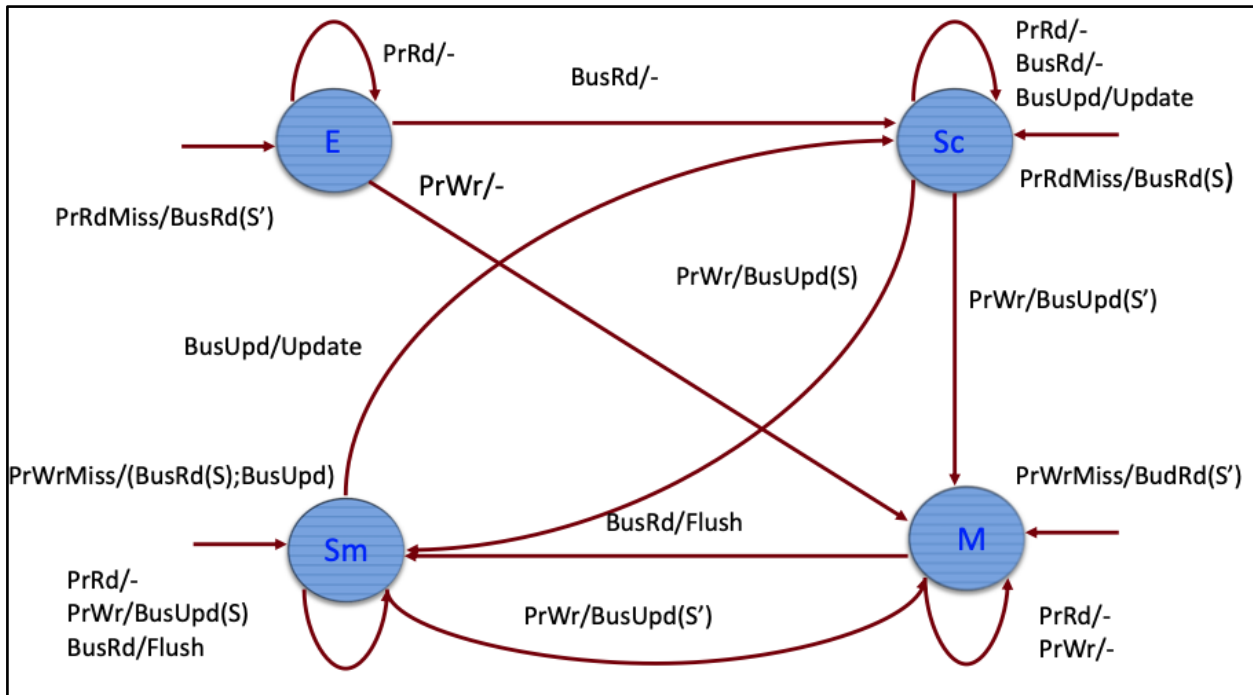 PrRd/-
PrRd/-
BusRd/-
BusUpd/Update
BusRd/-
E
Sc
PrWr/-
PrRdMiss/BusRd(S)
PrRdMiss/BusRd(S’)
PrWr/BusUpd(S)
PrWr/BusUpd(S’)
BusUpd/Update
PrWrMiss/(BusRd(S);BusUpd)
PrWrMiss/BudRd(S’)
BusRd/Flush
Sm
M
PrRd/-
PrWr/BusUpd(S)
BusRd/Flush
PrWr/BusUpd(S’)
PrRd/-
PrWr/-